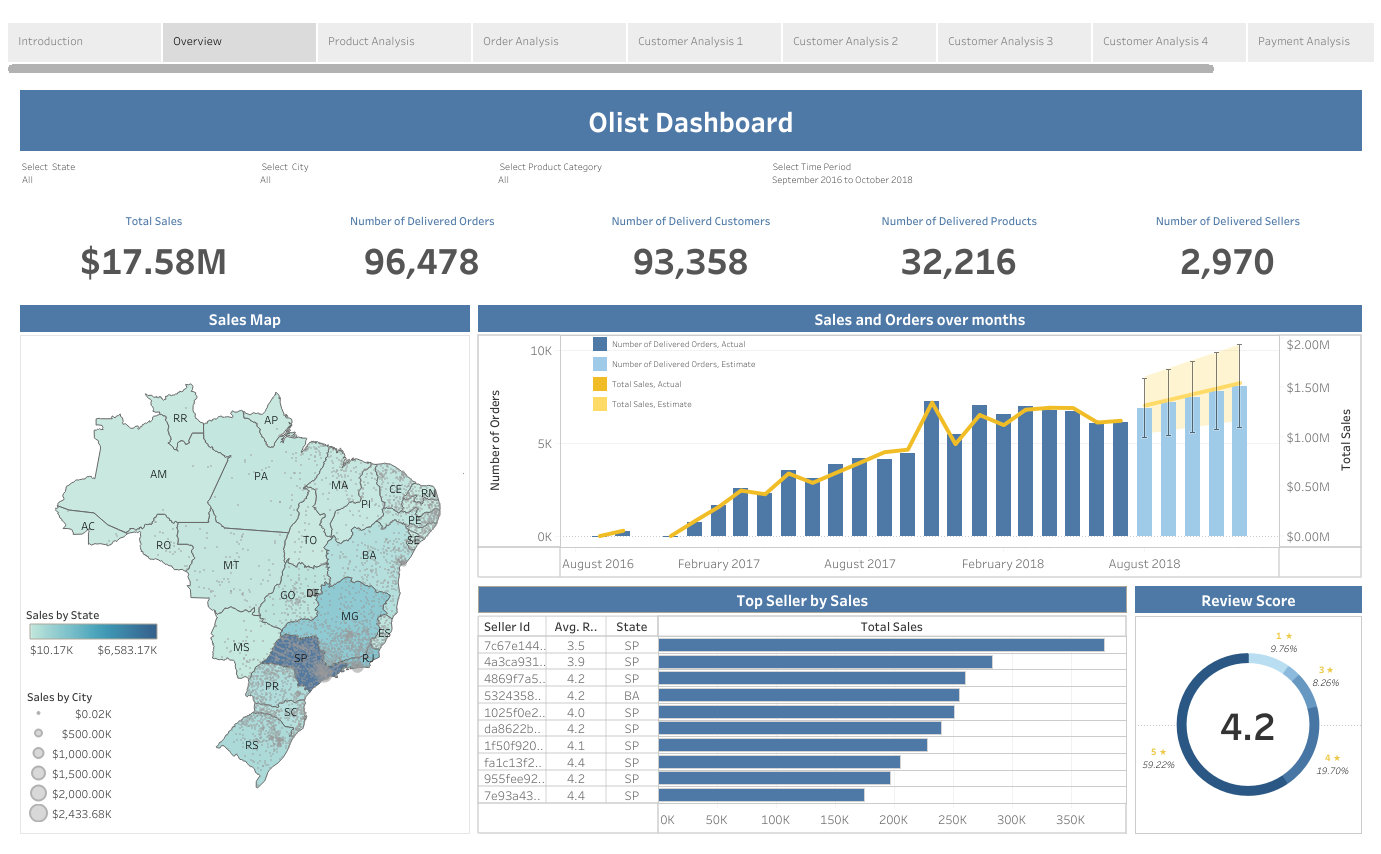 Introduction Overview Product Analysis Order Analysis Customer Analysis 1 Customer Analysis 2 Customer Analysis 3 Customer Analysis 4 Payment Analysis
Olist Dashboard
Select State Select City Select Product Category Select Time Period
All All All September 2016 to October 2018
Total Sales Number of Delivered Orders Number of Deliverd Customers Number of Delivered Products Number of Delivered Sellers
$17.58M 96,478 93,358 32,216 2,970
Sales Map
RR
AP
AM
PA
MA
CE
RN
PI
PE
AC
SE
TO
RO
BA
MT
GO
DF
MG
ES
MS
SP
RJ
PR
SC
RS
Sales by State
$10.17K $6,583.17K
Sales by City
$0.02K
$500.00K
$1,000.00K
$1,500.00K
$2,000.00K
$2,433.68K
Sales and Orders over months
Number of Delivered Orders, Actual
Number of Delivered Orders, Estimate
Total Sales, Actual
Total Sales, Estimate
Number of Orders
10K
5K
0K
$2.00M
$1.50M
$1.00M
$0.50M
$0.00M
Total Sales
August 2016 February 2017 August 2017 February 2018 August 2018
Top Seller by Sales
Seller Id Avg. R.. State Total Sales
7c67e144.. 3.5 SP
4a3ca931.. 3.9 SP
4869f7a5.. 4.2 SP
5324358.. 4.2 BA
1025f0e2.. 4.0 SP
da8622b.. 4.2 SP
1f50f920.. 4.1 SP
fa1c13f2.. 4.4 SP
955fee92.. 4.2 SP
7e93a43.. 4.4 SP
0K 50K 100K 150K 200K 250K 300K 350K
Review Score
1 ★
9.76%
3 ★
8.26%
4.2
5 ★
59.22%
4 ★
19.70%